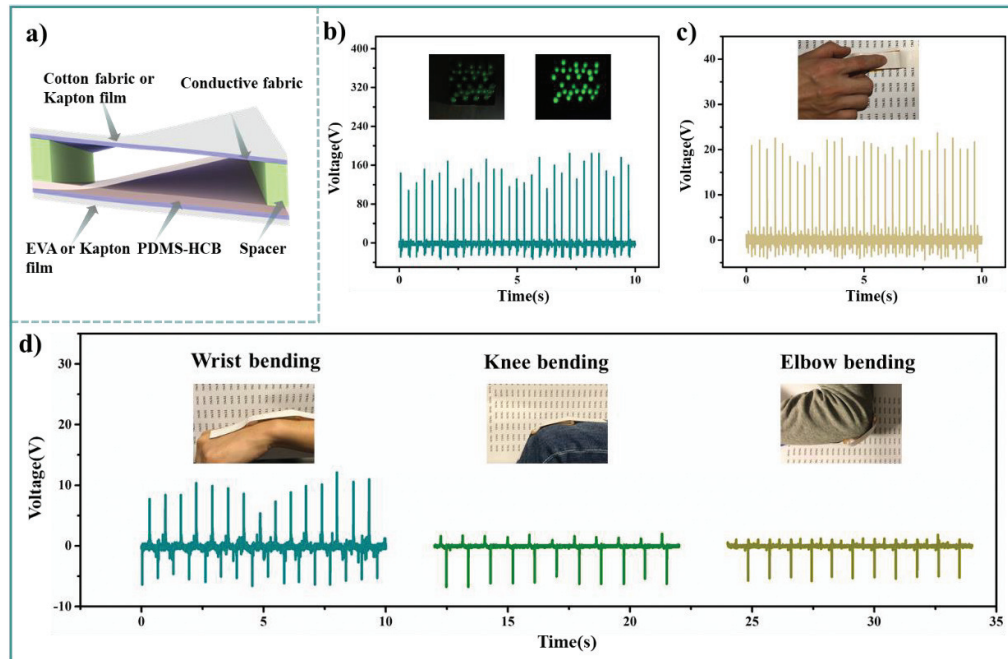 a)
Cotton fabric or
Kapton film
Conductive fabric
EVA or Kapton
film
PDMS-HCB
Spacer
b)
400
320
240
160
80
0
Voltage(V)
0
5
10
Time(s)
c)
40
30
20
10
0
Voltage(V)
0
5
10
Time(s)
d)
30
20
10
0
-10
Voltage(V)
Wrist bending
Knee bending
Elbow bending
0
5
10
15
20
25
30
35
Time(s)